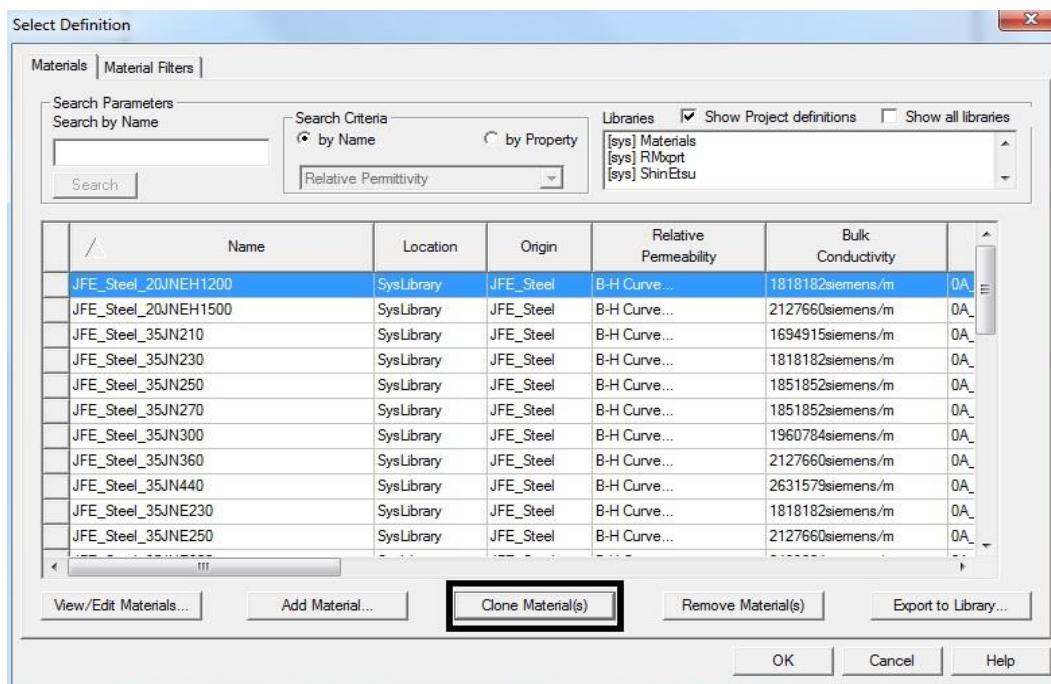 Select Definition
Materials
Material Filters
Search Parameters
Search by Name
Search
Search Criteria
by Name
by Property
Relative Permittivity
Libraries
Show Project definitions
Show all libraries
[sys] Materials
[sys] RMxprt
[sys] ShinEtsu
Name Location Origin Relative Permeability Bulk Conductivity
JFE_Steel_20JNEH1200 SysLibrary JFE_Steel B-H Curve... 1818182siemens/m 0A_
JFE_Steel_20JNEH1500 SysLibrary JFE_Steel B-H Curve... 2127660siemens/m 0A_
JFE_Steel_35JN210 SysLibrary JFE_Steel B-H Curve... 1694915siemens/m 0A_
JFE_Steel_35JN230 SysLibrary JFE_Steel B-H Curve... 1818182siemens/m 0A_
JFE_Steel_35JN250 SysLibrary JFE_Steel B-H Curve... 1851852siemens/m 0A_
JFE_Steel_35JN270 SysLibrary JFE_Steel B-H Curve... 1851852siemens/m 0A_
JFE_Steel_35JN300 SysLibrary JFE_Steel B-H Curve... 1960784siemens/m 0A_
JFE_Steel_35JN360 SysLibrary JFE_Steel B-H Curve... 2127660siemens/m 0A_
JFE_Steel_35JN440 SysLibrary JFE_Steel B-H Curve... 2631579siemens/m 0A_
JFE_Steel_35JNE230 SysLibrary JFE_Steel B-H Curve... 1818182siemens/m 0A_
JFE_Steel_35JNE250 SysLibrary JFE_Steel B-H Curve... 2127660siemens/m 0A_
View/Edit Materials... Add Material... Clone Material(s) Remove Material(s) Export to Library...
OK Cancel Help